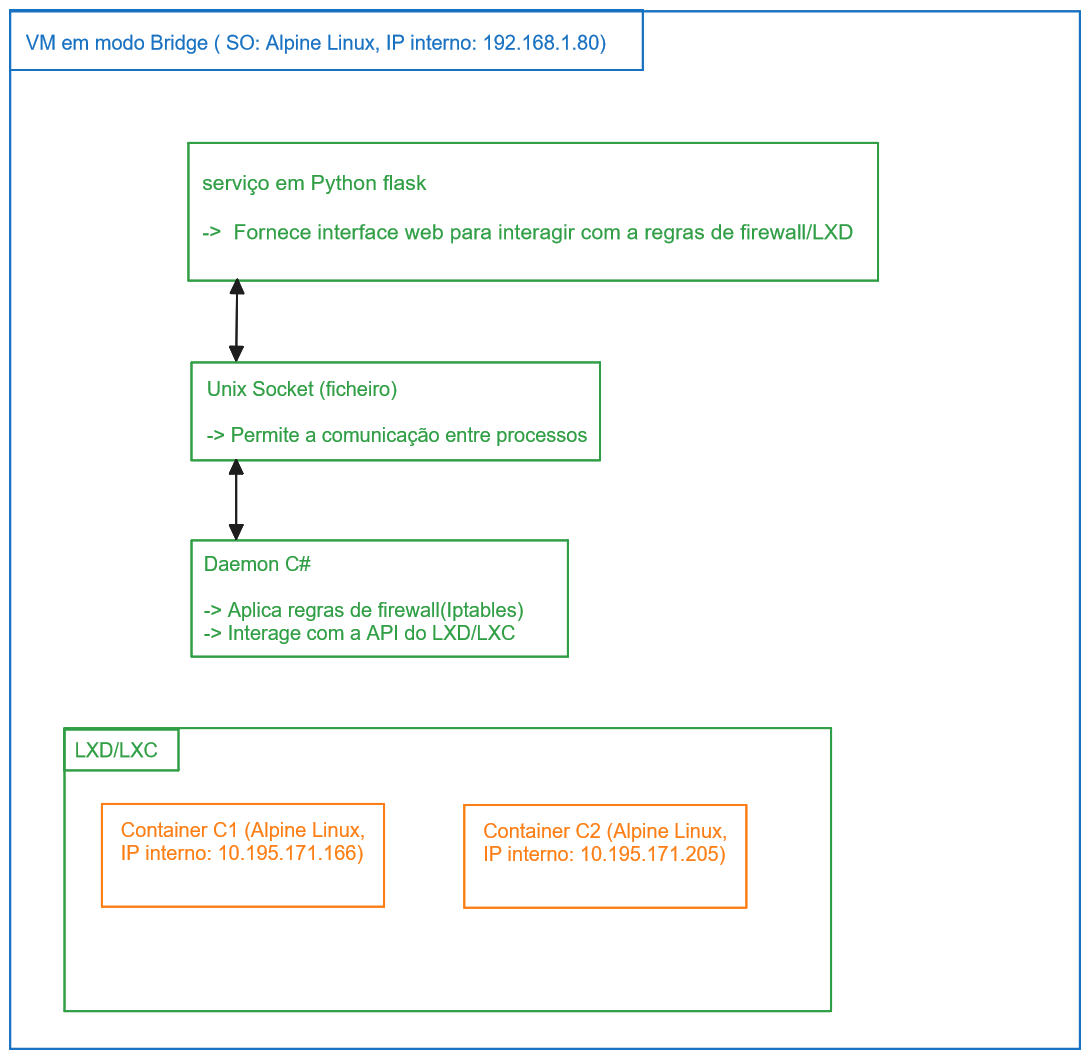 VM em modo Bridge ( SO: Alpine Linux, IP interno: 192.168.1.80)
serviço em Python flask
->  Fornece interface web para interagir com a regras de firewall/LXD
Unix Socket (ficheiro)
-> Permite a comunicação entre processos
Daemon C#
-> Aplica regras de firewall(Iptables)
-> Interage com a API do LXD/LXC
LXD/LXC
Container C1 (Alpine Linux,
IP interno: 10.195.171.166)
Container C2 (Alpine Linux,
IP interno: 10.195.171.205)